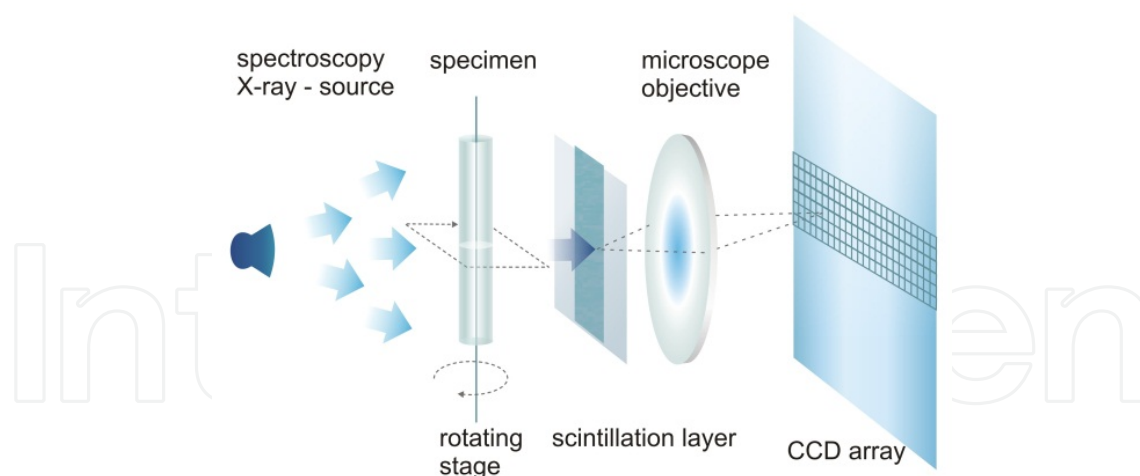 spectroscopy
X-ray - source
specimen
microscope
objective
rotating
stage
scintillation layer
CCD array